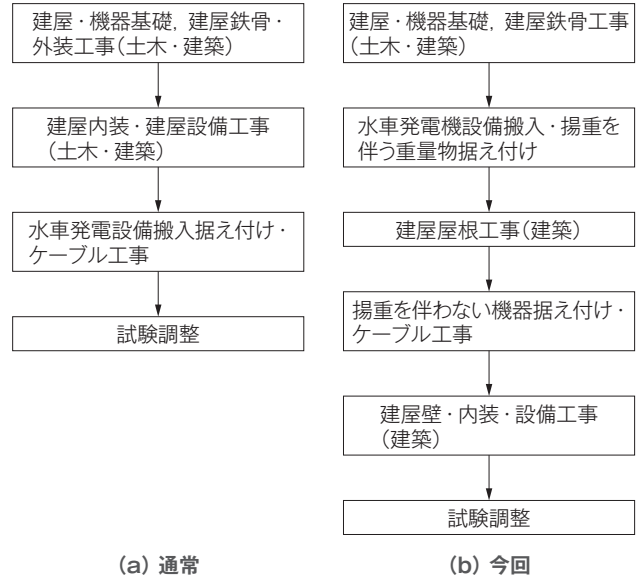 建屋・機器基礎, 建屋鉄骨・
外装工事(土木・建築)
建屋内装・建屋設備工事
(土木・建築)
水車発電設備搬入据え付け・
ケーブル工事
試験調整
(a) 通常
建屋・機器基礎, 建屋鉄骨工事
(土木・建築)
水車発電機設備搬入・揚重を
伴う重量物据え付け
建屋屋根工事(建築)
揚重を伴わない機器据え付け・
ケーブル工事
建屋壁・内装・設備工事
(建築)
試験調整
(b) 今回